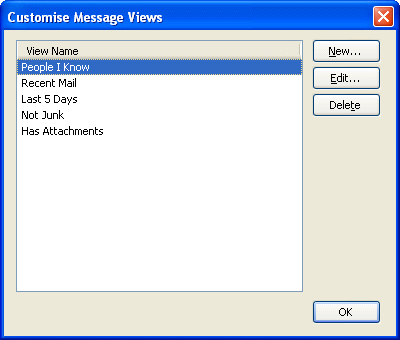 Customise Message Views
View Name
People I Know
Recent Mail
Last 5 Days
Not Junk
Has Attachments
New...
Edit...
Delete
OK